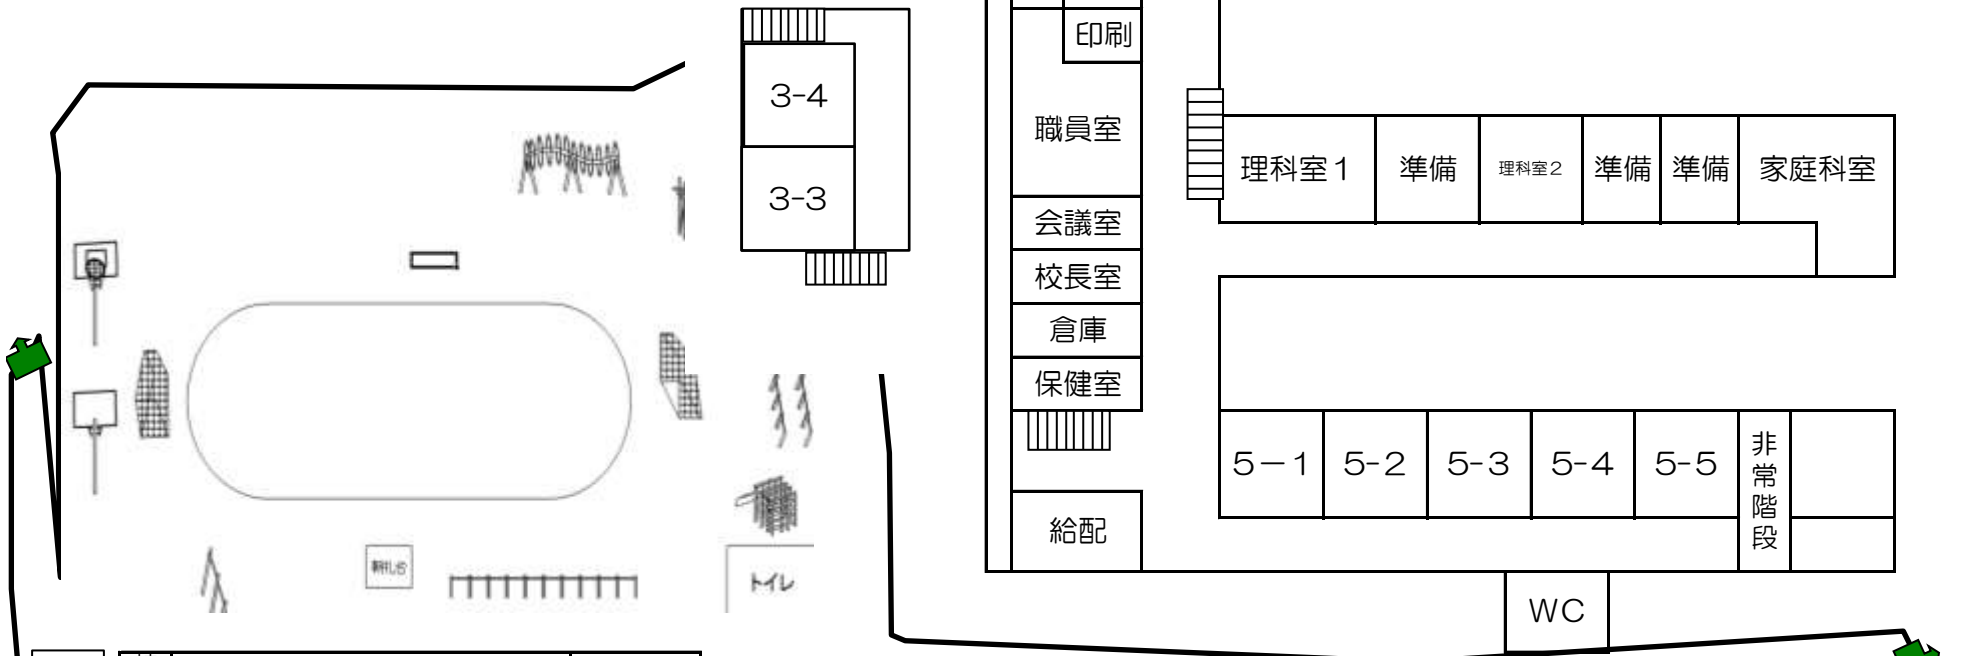 印刷
3-4
職員室
理科室１
準備
理科室２
準備
準備
家庭科室
3-3
会議室
校長室
倉庫
保健室
5－1
5-2
5-3
5-4
5-5
非常階段
給配
朝礼台
トイレ
WC